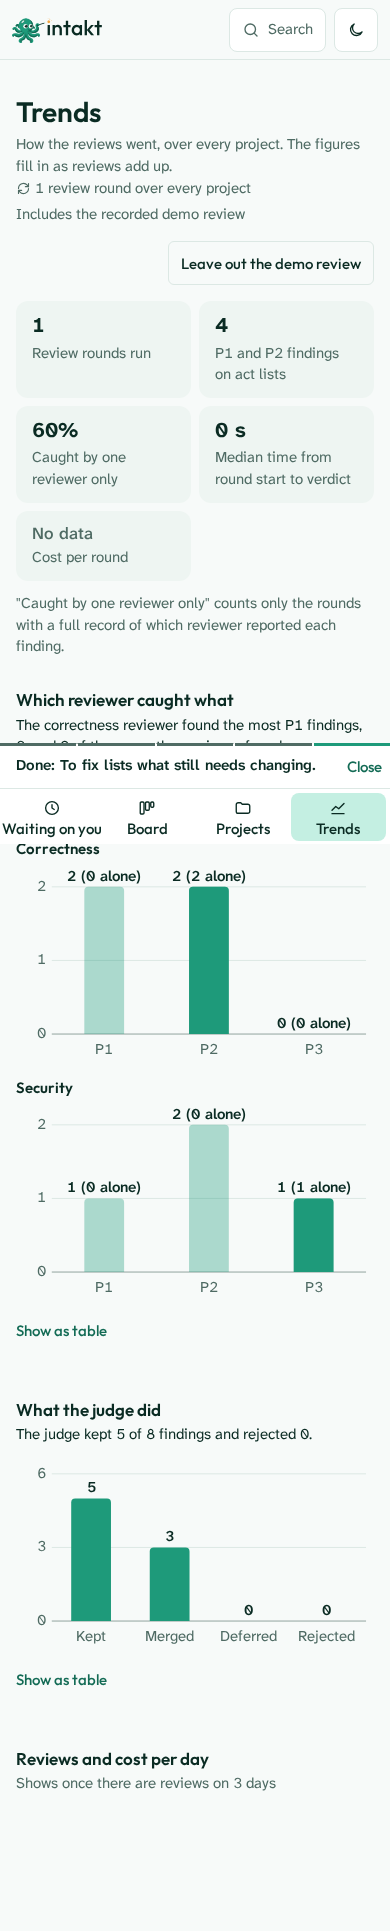 intakt
Search
Trends
How the reviews went, over every project. The figures
fill in as reviews add up.
1 review round over every project
Includes the recorded demo review
Leave out the demo review
1
Review rounds run
4
P1 and P2 findings
on act lists
60%
Caught by one
reviewer only
0 s
Median time from
round start to verdict
No data
Cost per round
"Caught by one reviewer only" counts only the rounds
with a full record of which reviewer reported each
finding.
Which reviewer caught what
The correctness reviewer found the most P1 findings,
Done: To fix lists what still needs changing.
Close
Waiting on you
Board
Projects
Trends
Correctness
2 (0 alone)
2 (2 alone)
2
1
0 (0 alone)
0
P1
P2
P3
Security
2 (0 alone)
2
1 (0 alone)
1 (1 alone)
1
0
P1
P2
P3
Show as table
What the judge did
The judge kept 5 of 8 findings and rejected 0.
6
5
3
3
0
0
0
Kept
Merged
Deferred
Rejected
Show as table
Reviews and cost per day
Shows once there are reviews on 3 days